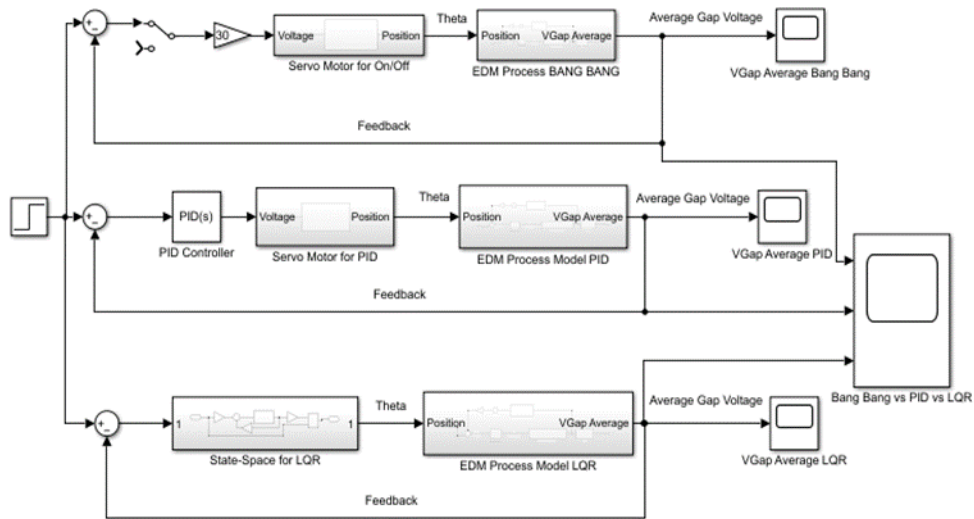 Average Gap Voltage
Theta
+
−
30
Voltage
Position
Position
VGap Average
Servo Motor for On/Off
EDM Process BANG BANG
VGap Average Bang Bang
Feedback
Theta
Average Gap Voltage
+
−
PID(s)
Voltage
Position
Position
VGap Average
PID Controller
Servo Motor for PID
EDM Process Model PID
VGap Average PID
Feedback
Bang Bang vs PID vs LQR
Theta
Average Gap Voltage
+
−
1
1
Position
VGap Average
State-Space for LQR
EDM Process Model LQR
VGap Average LQR
Feedback